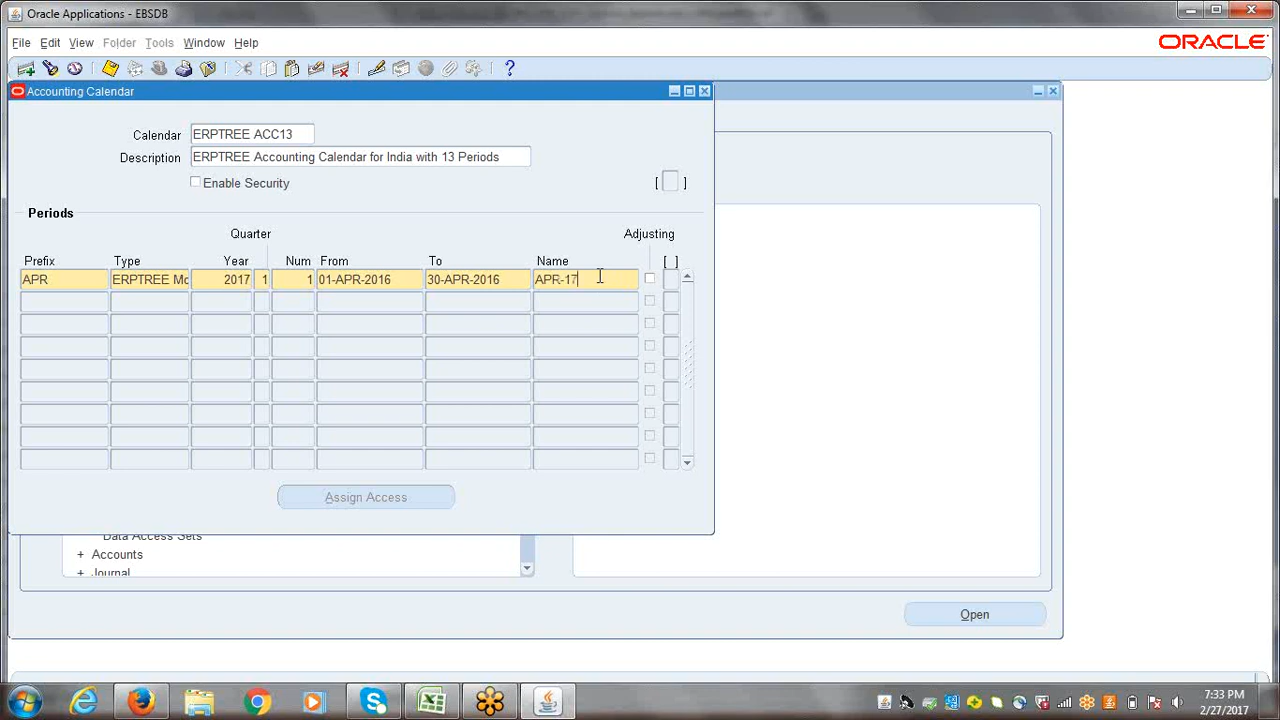 Oracle Applications - EBSDB
File Edit View Folder Tools Window Help
ORACLE
Accounting Calendar
Calendar ERPTREE ACC13
Description ERPTREE Accounting Calendar for India with 13 Periods
Enable Security
[ ]
Periods
Quarter Adjusting
Prefix Type Year Num From To Name [ ]
APR ERPTREE Mo 2017 1 1 01-APR-2016 30-APR-2016 APR-17
Assign Access
Data Access Sets
+ Accounts
+ Journal
Open
7:33 PM
2/27/2017